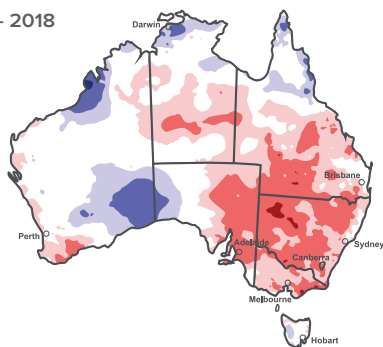 - 2018
Darwin
Brisbane
Perth
Adelaide
Sydney
Canberra
Melbourne
Hobart